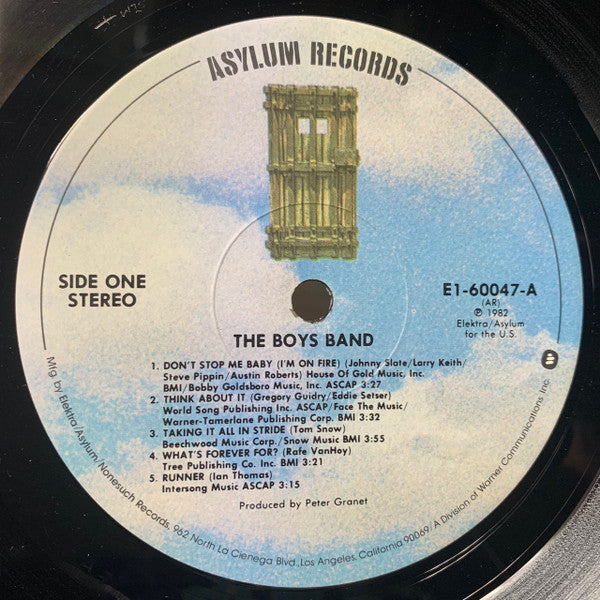 ASYLUM RECORDS
SIDE ONE
STEREO
E1-60047-A
(AR)
℗ 1982
Elektra/Asylum
for the U.S.
THE BOYS BAND
1. DON'T STOP ME BABY (I'M ON FIRE) (Johnny Slate/Larry Keith/
Steve Pippin/Austin Roberts) House Of Gold Music, Inc.
BMI/Bobby Goldsboro Music, Inc. ASCAP 3:27
2. THINK ABOUT IT (Gregory Guidry/Eddie Setser)
World Song Publishing Inc. ASCAP/Face The Music/
Warner-Tamerlane Publishing Corp. BMI 3:32
3. TAKING IT ALL IN STRIDE (Tom Snow)
Beechwood Music Corp./Snow Music BMI 3:55
4. WHAT'S FOREVER FOR? (Rafe VanHoy)
Tree Publishing Co. Inc. BMI 3:21
5. RUNNER (Ian Thomas)
Intersong Music ASCAP 3:15
Produced by Peter Granet
Mfg. by Elektra/Asylum/Nonesuch Records, 962 North La Cienega Blvd., Los Angeles, California 90069/A Division of Warner Communications Inc.